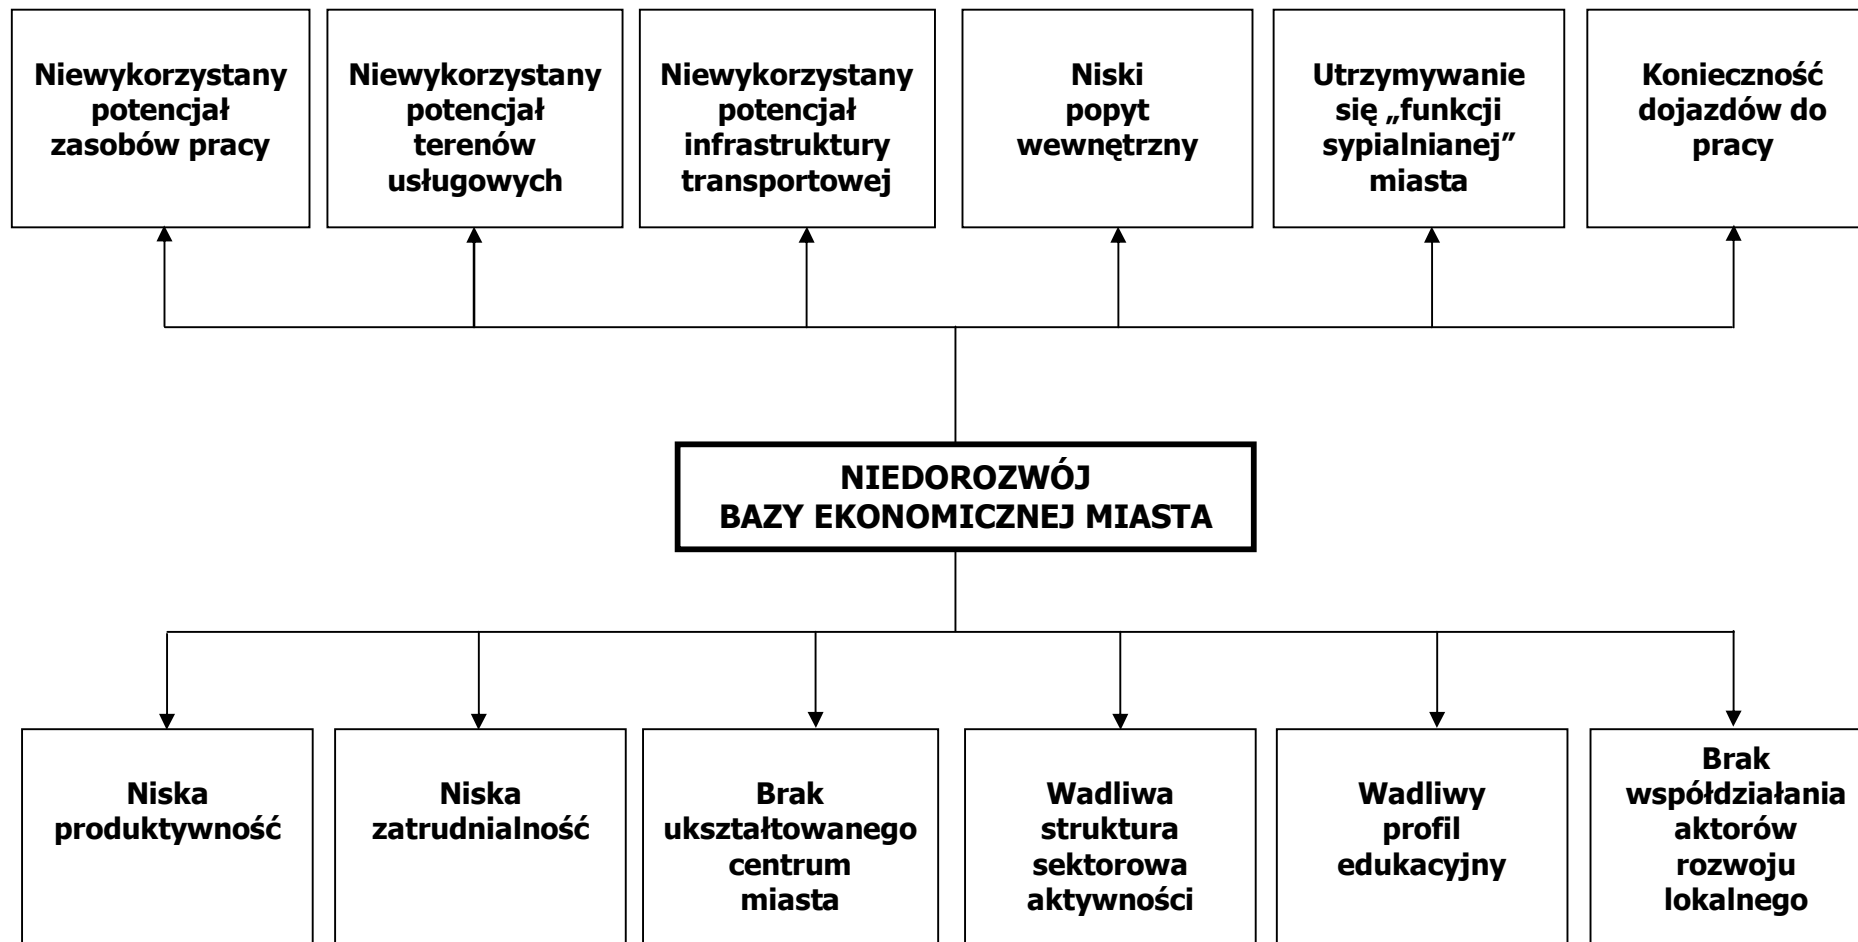 Niewykorzystany
potencjał
zasobów pracy
Niewykorzystany
potencjał
terenów
usługowych
Niewykorzystany
potencjał
infrastruktury
transportowej
Niski
popyt
wewnętrzny
Utrzymywanie
się „funkcji
sypialnianej”
miasta
Konieczność
dojazdów do
pracy
NIEDOROZWÓJ
BAZY EKONOMICZNEJ MIASTA
Niska
produktywność
Niska
zatrudnialność
Brak
ukształtowanego
centrum
miasta
Wadliwa
struktura
sektorowa
aktywności
Wadliwy
profil
edukacyjny
Brak
współdziałania
aktorów
rozwoju
lokalnego